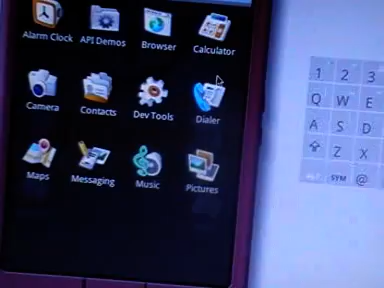 Alarm Clock API Demos Browser Calculator
Camera Contacts Dev Tools Dialer
Maps Messaging Music Pictures
1 2 3
Q W E
A S D
Z X
SYM @